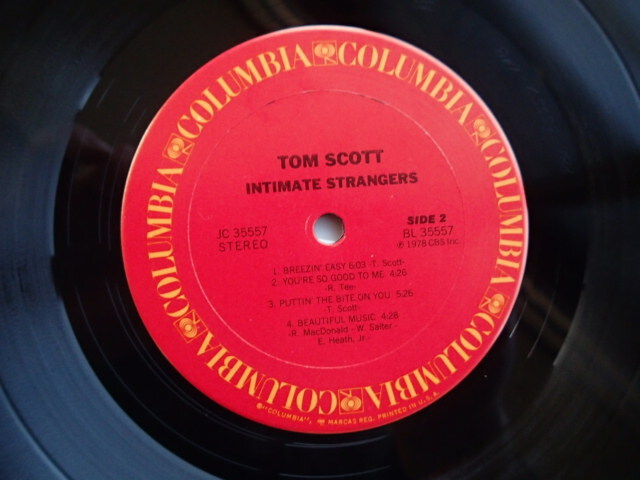 COLUMBIA COLUMBIA COLUMBIA COLUMBIA COLUMBIA COLUMBIA
TOM SCOTT
INTIMATE STRANGERS
JC 35557
STEREO
SIDE 2
BL 35557
℗ 1978 CBS Inc.
1. BREEZIN' EASY 6:03 -T. Scott-
2. YOU'RE SO GOOD TO ME 4:26
-R. Tee-
3. PUTTIN' THE BITE ON YOU 5:26
-T. Scott-
4. BEAUTIFUL MUSIC 4:28
-R. MacDonald - W. Salter -
E. Heath, Jr.-
"COLUMBIA", MARCAS REG. PRINTED IN U.S.A.